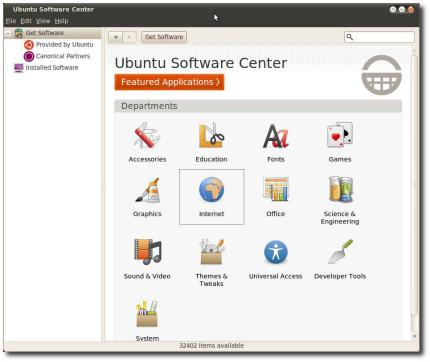 Ubuntu Software Center
File Edit View Help
Get Software
Provided by Ubuntu
Canonical Partners
Installed Software
Get Software
Ubuntu Software Center
Featured Applications
Departments
Accessories
Education
Fonts
Games
Graphics
Internet
Office
Science &
Engineering
Sound & Video
Themes &
Tweaks
Universal Access
Developer Tools
System
32402 items available